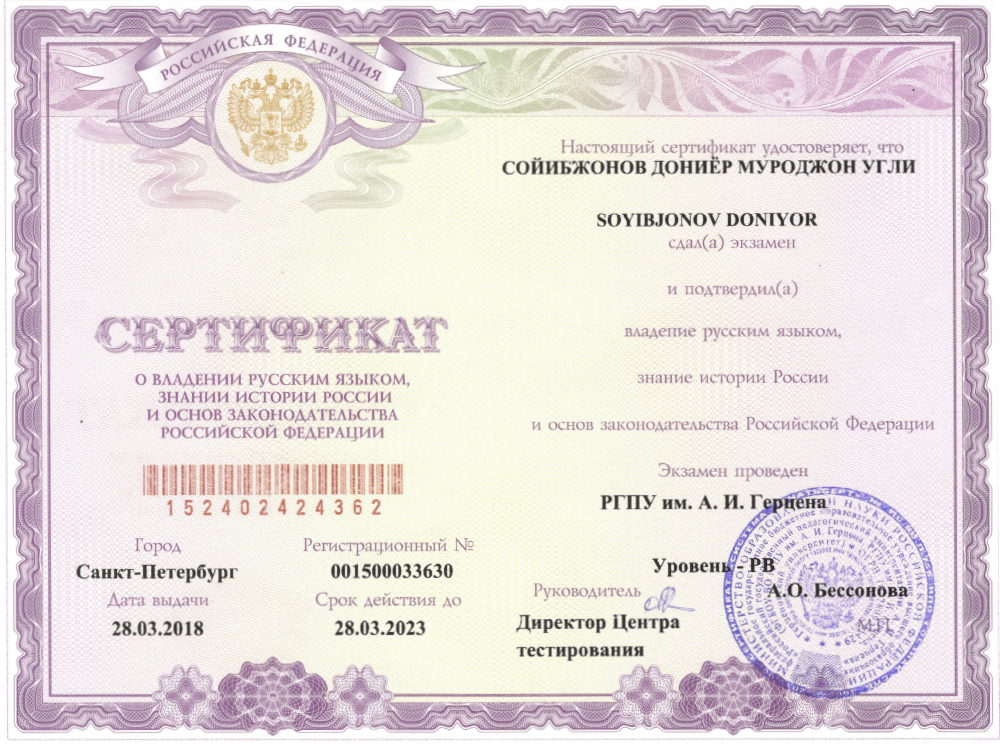 РОССИЙСКАЯ ФЕДЕРАЦИЯ
Настоящий сертификат удостоверяет, что
СОЙИБЖОНОВ ДОНИЁР МУРОДЖОН УГЛИ
SOYIBJONOV DONIYOR
сдал(а) экзамен
и подтвердил(а)
владение русским языком,
знание истории России
и основ законодательства Российской Федерации
Экзамен проведен
РГПУ им. А. И. Герцена
Уровень - РВ
Руководитель
А.О. Бессонова
Директор Центра
М.П.
тестирования
СЕРТИФИКАТ
О ВЛАДЕНИИ РУССКИМ ЯЗЫКОМ,
ЗНАНИИ ИСТОРИИ РОССИИ
И ОСНОВ ЗАКОНОДАТЕЛЬСТВА
РОССИЙСКОЙ ФЕДЕРАЦИИ
152402424362
Город
Регистрационный №
Санкт-Петербург
001500033630
Дата выдачи
Срок действия до
28.03.2018
28.03.2023